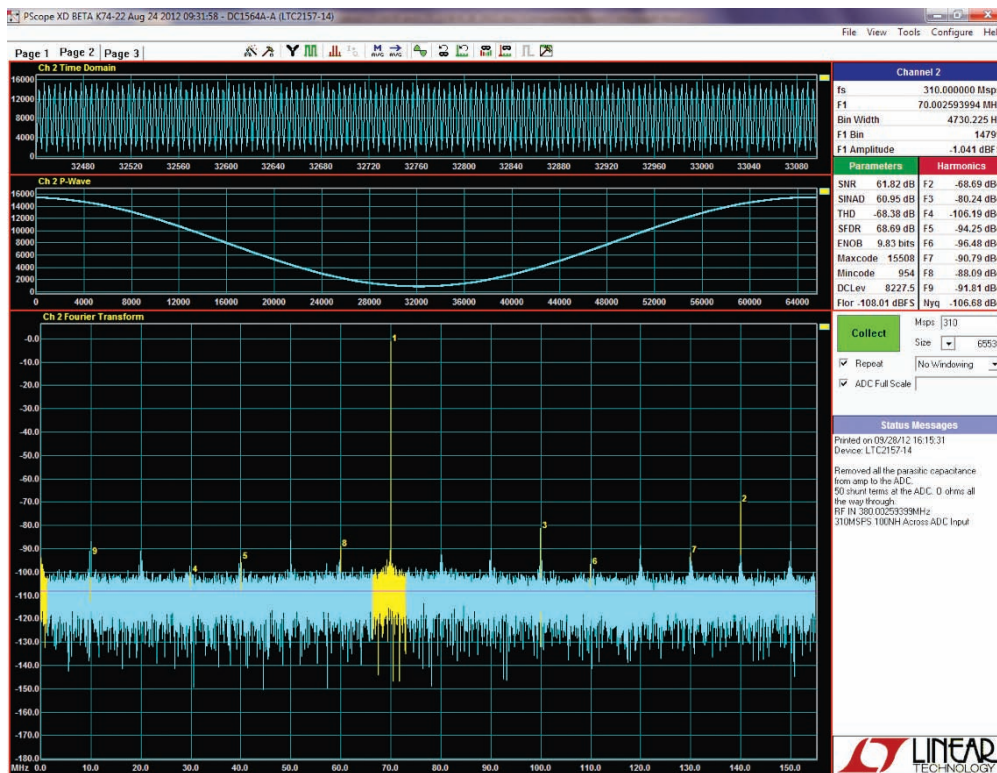 PScope XD BETA K74-22 Aug 24 2012 09:31:58 - DC1564A-A (LTC2157-14)
File View Tools Configure Hel
Page 1 Page 2 Page 3
Ch 2 Time Domain
16000
12000
8000
4000
0
32480 32520 32560 32600 32640 32680 32720 32760 32800 32840 32880 32920 32960 33000 33040 33080
Ch 2 P-Wave
16000
14000
12000
10000
8000
6000
4000
2000
0
0 4000 8000 12000 16000 20000 24000 28000 32000 36000 40000 44000 48000 52000 56000 60000 64000
Ch 2 Fourier Transform
-0.0
-10.0
-20.0
-30.0
-40.0
-50.0
-60.0
-70.0
-80.0
-90.0
-100.0
-110.0
-120.0
-130.0
-140.0
-150.0
-160.0
-170.0
-180.0
1
2
3
4
5
6
7
8
9
MHz 10.0 20.0 30.0 40.0 50.0 60.0 70.0 80.0 90.0 100.0 110.0 120.0 130.0 140.0 150.0
Channel 2
fs 310.000000 Msps
F1 70.002593994 MH
Bin Width 4730.225 H
F1 Bin 1479
F1 Amplitude -1.041 dBF
Parameters Harmonics
SNR 61.82 dB F2 -68.69 dB
SINAD 60.95 dB F3 -80.24 dB
THD -68.38 dB F4 -106.19 dB
SFDR 68.69 dB F5 -94.25 dB
ENOB 9.83 bits F6 -96.48 dB
Maxcode 15508 F7 -90.79 dB
Mincode 954 F8 -88.09 dB
DCLev 8227.5 F9 -91.81 dB
Flor -108.01 dBFS Nyq -106.68 dB
Collect
Msps 310
Size 6553
Repeat No Windowing
ADC Full Scale
Status Messages
Printed on 09/28/12 16:15:31
Device: LTC2157-14
Removed all the parasitic capacitance
from amp to the ADC.
50 shunt terms at the ADC. 0 ohms all
the way through.
RF IN 380.00259399MHz
310MSPS 100NH Across ADC Input
LINEAR
TECHNOLOGY